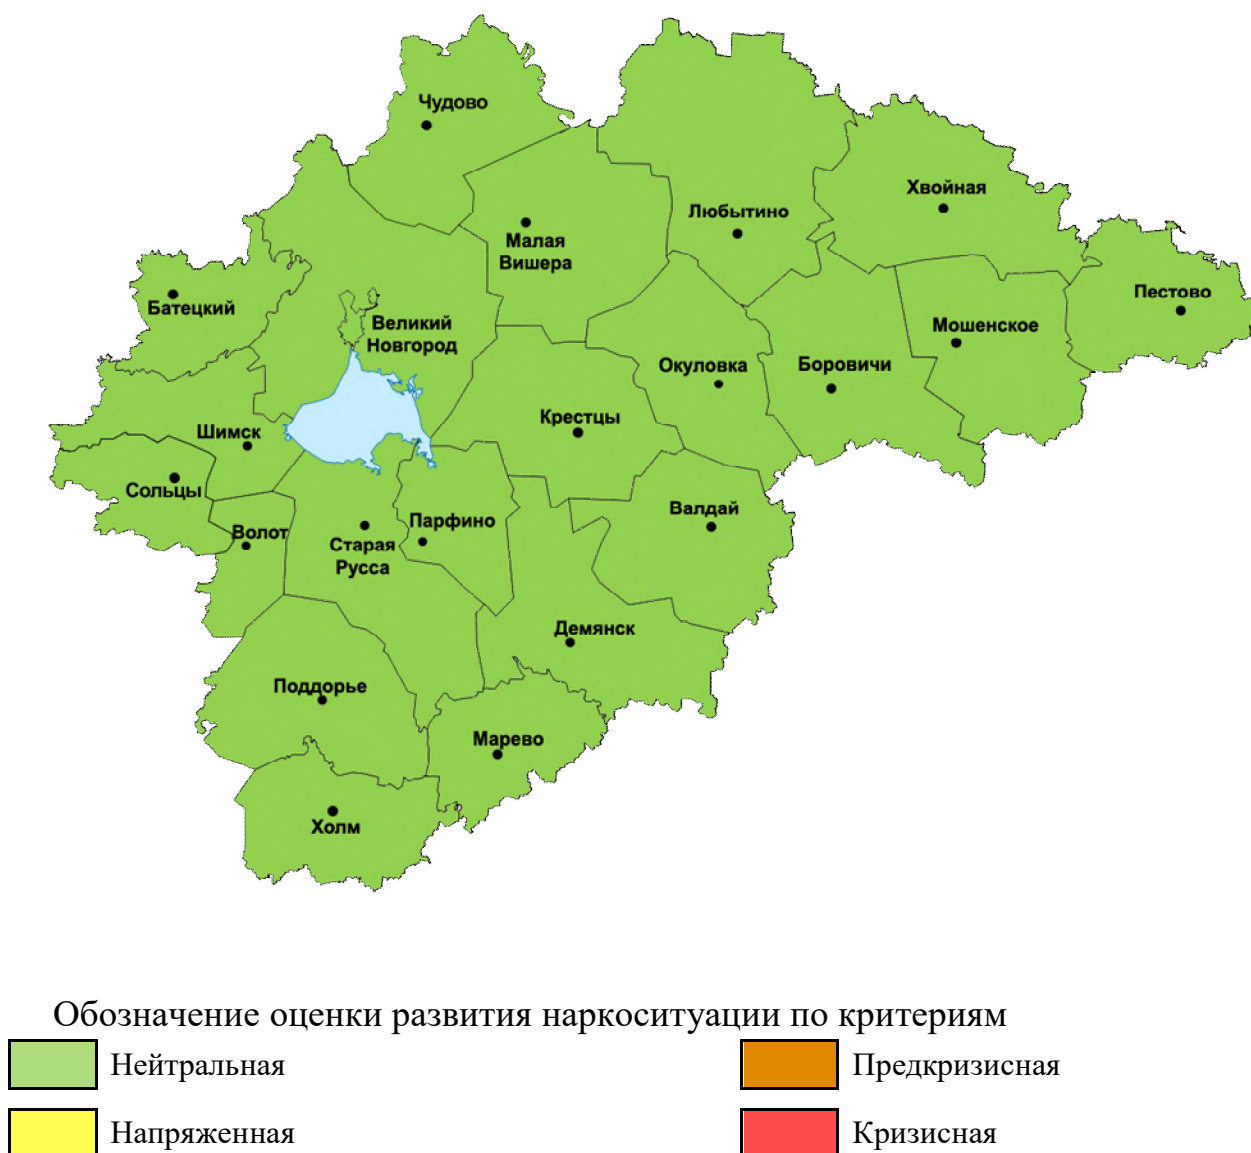 Чудово
Хвойная
Любытино
Малая
Вишера
Пестово
Батецкий
Великий
Новгород
Мошенское
Окуловка
Боровичи
Крестцы
Шимск
Сольцы
Валдай
Парфино
Волот
Старая
Русса
Демянск
Поддорье
Марево
Холм
Обозначение оценки развития наркоситуации по критериям
Нейтральная
Предкризисная
Напряженная
Кризисная